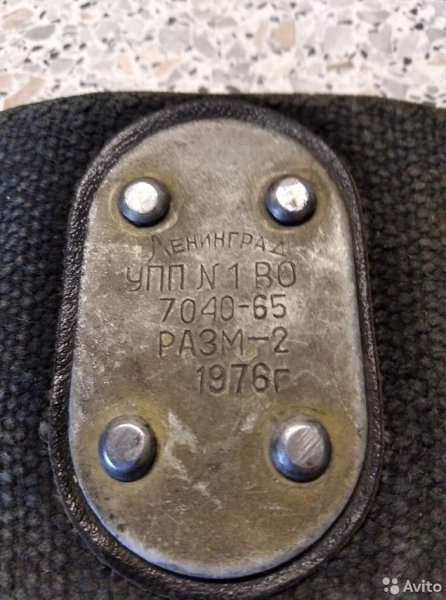 ЛЕНИНГРАД
УПП N 1 ВО
7040-65
РАЗМ-2
1976г
Avito